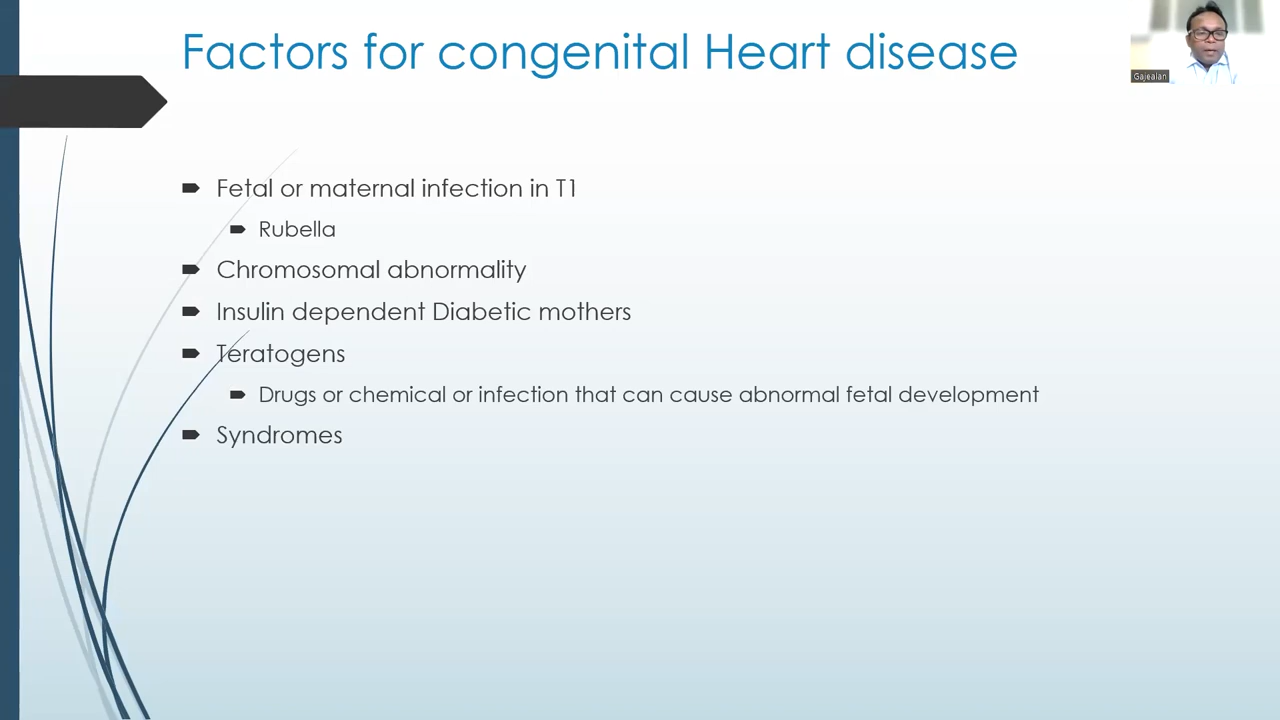 Factors for congenital Heart disease
Gajealan
Fetal or maternal infection in T1
Rubella
Chromosomal abnormality
Insulin dependent Diabetic mothers
Teratogens
Drugs or chemical or infection that can cause abnormal fetal development
Syndromes